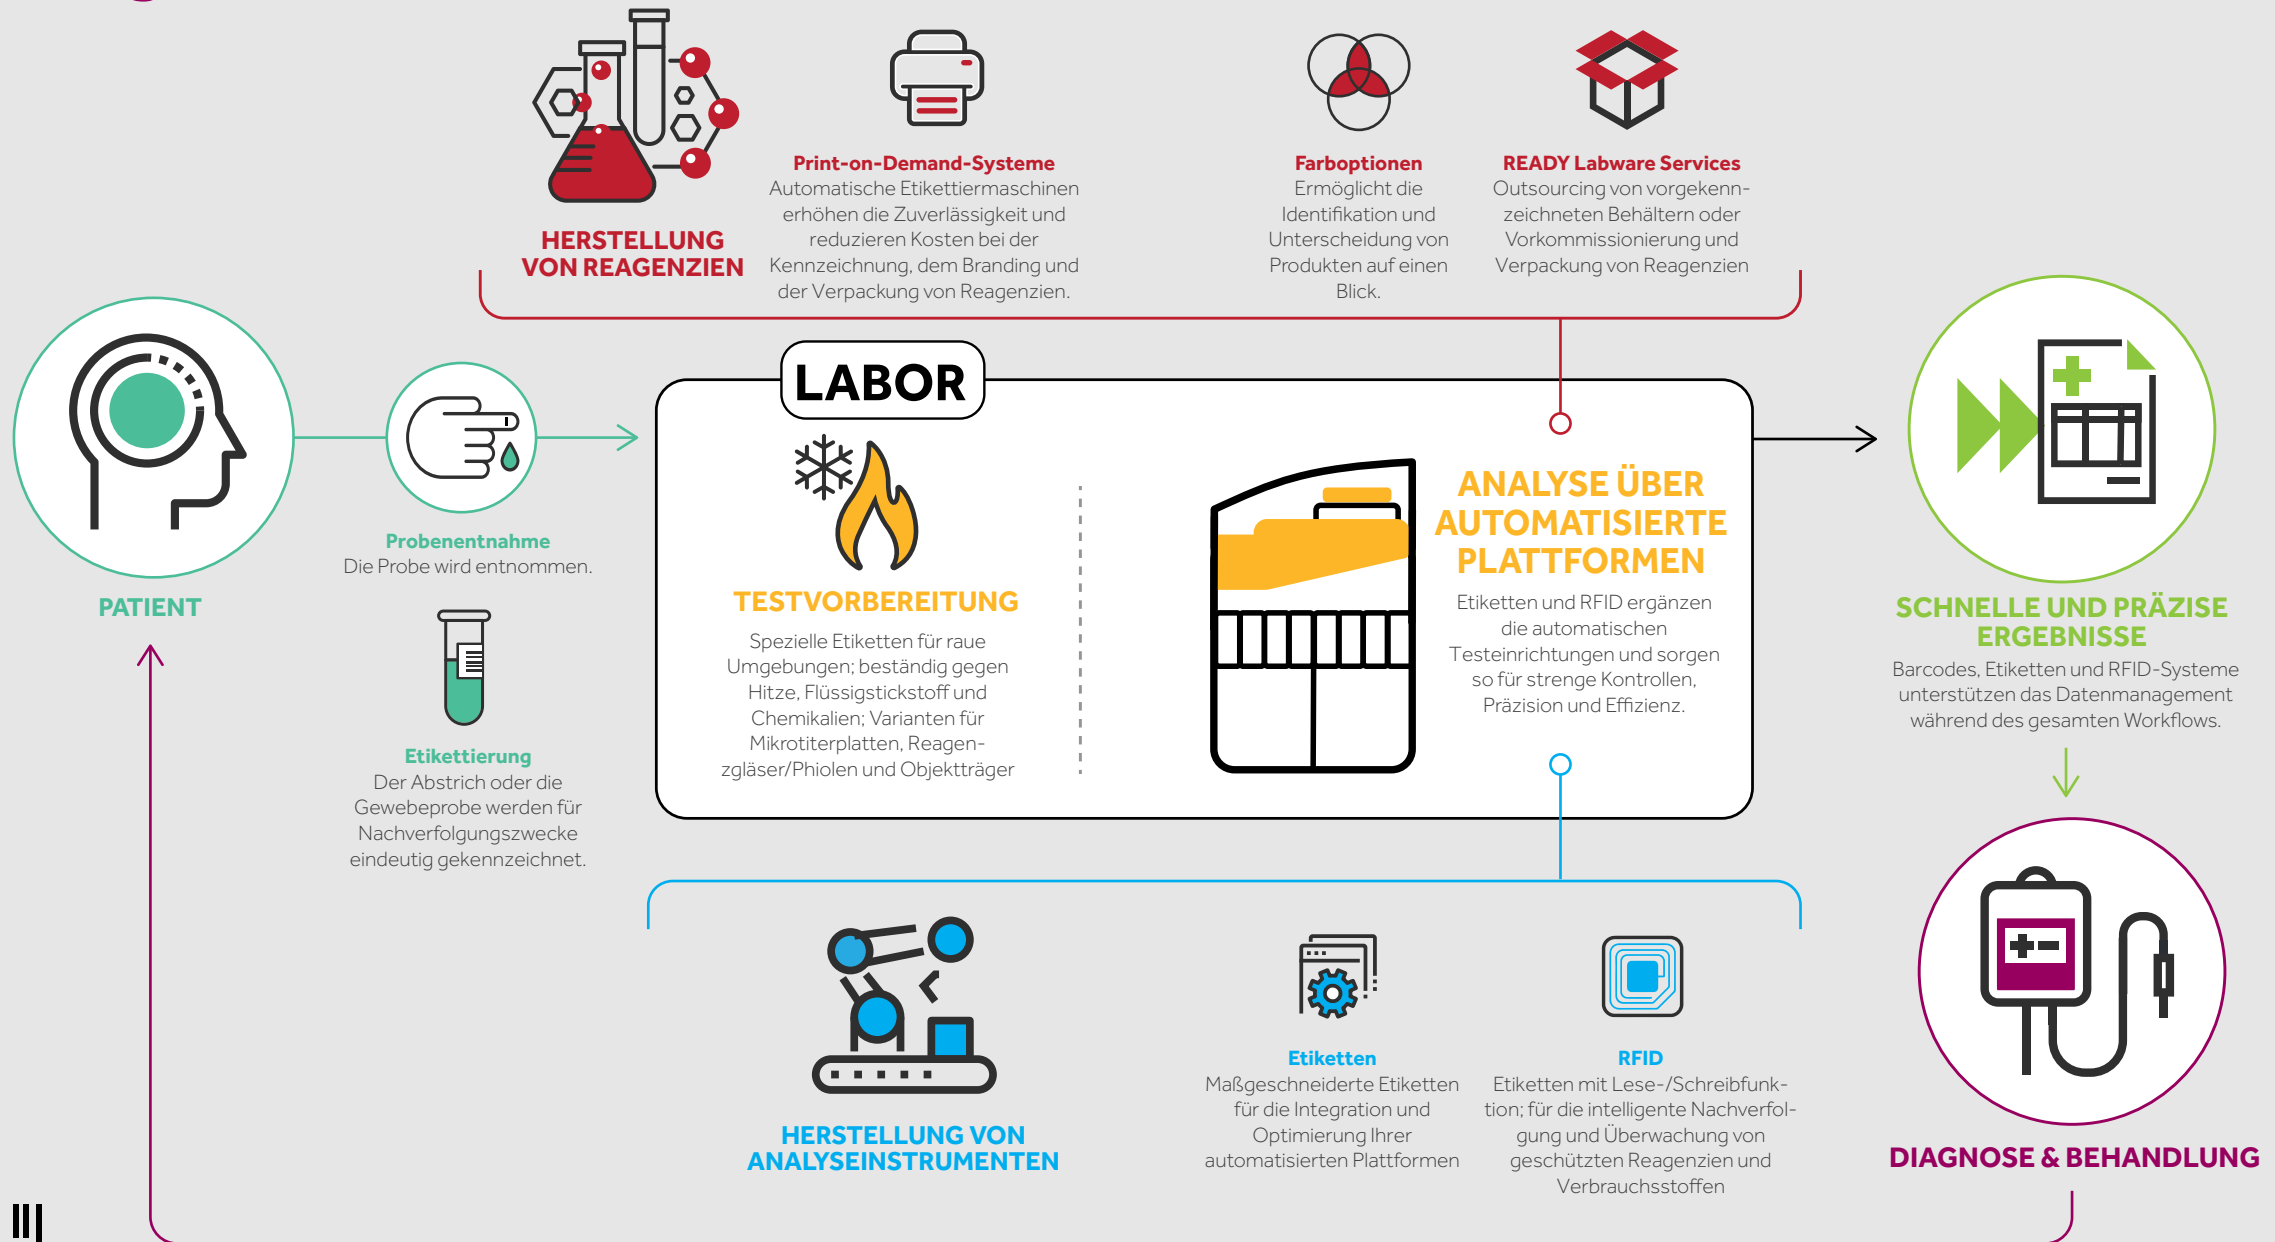 HERSTELLUNG
VON REAGENZIEN
Print-on-Demand-Systeme
Automatische Etikettiermaschinen
erhöhen die Zuverlässigkeit und
reduzieren Kosten bei der
Kennzeichnung, dem Branding und
der Verpackung von Reagenzien.
Farboptionen
Ermöglicht die
Identifikation und
Unterscheidung von
Produkten auf einen
Blick.
READY Labware Services
Outsourcing von vorgekenn-
zeichneten Behältern oder
Vorkommissionierung und
Verpackung von Reagenzien
PATIENT
Probenentnahme
Die Probe wird entnommen.
Etikettierung
Der Abstrich oder die
Gewebeprobe werden für
Nachverfolgungszwecke
eindeutig gekennzeichnet.
LABOR
TESTVORBEREITUNG
Spezielle Etiketten für raue
Umgebungen; beständig gegen
Hitze, Flüssigstickstoff und
Chemikalien; Varianten für
Mikrotiterplatten, Reagen-
zgläser/Phiolen und Objektträger
ANALYSE ÜBER
AUTOMATISIERTE
PLATTFORMEN
Etiketten und RFID ergänzen
die automatischen
Testeinrichtungen und sorgen
so für strenge Kontrollen,
Präzision und Effizienz.
SCHNELLE UND PRÄZISE
ERGEBNISSE
Barcodes, Etiketten und RFID-Systeme
unterstützen das Datenmanagement
während des gesamten Workflows.
HERSTELLUNG VON
ANALYSEINSTRUMENTEN
Etiketten
Maßgeschneiderte Etiketten
für die Integration und
Optimierung Ihrer
automatisierten Plattformen
RFID
Etiketten mit Lese-/Schreibfunk-
tion; für die intelligente Nachverfol-
gung und Überwachung von
geschützten Reagenzien und
Verbrauchsstoffen
DIAGNOSE & BEHANDLUNG